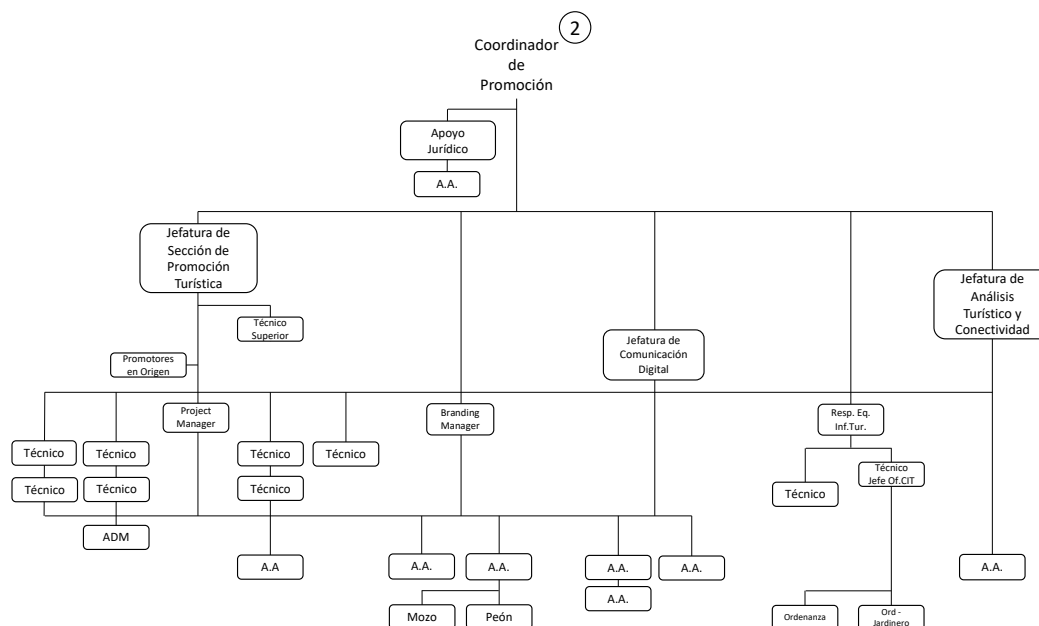 2
Coordinador
de
Promoción
Apoyo
Jurídico
A.A.
Jefatura de
Sección de
Promoción
Turística
Jefatura de
Análisis
Turístico y
Conectividad
Técnico
Superior
Jefatura de
Comunicación
Digital
Promotores
en Origen
Project
Manager
Branding
Manager
Resp. Eq.
Inf.Tur.
Técnico
Técnico
Técnico
Técnico
Técnico
Técnico
Técnico
Técnico
Jefe Of.CIT
Técnico
ADM
A.A
A.A.
A.A.
A.A.
A.A.
A.A.
A.A.
Mozo
Peón
Ordenanza
Ord -
Jardinero